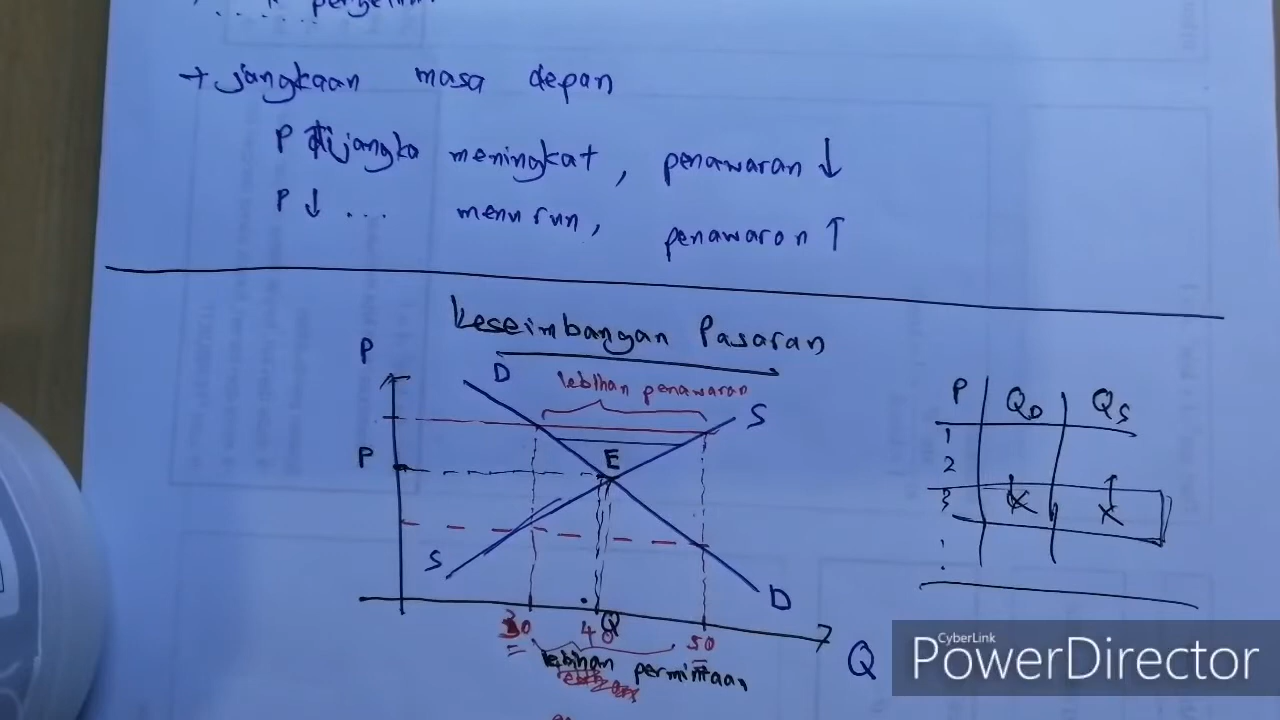 → jangkaan masa depan
P dijangka meningkat, penawaran ↓
P ↓ ... menurun, penawaran ↑
Keseimbangan Pasaran
P
D
lebihan penawaran
S
P
E
S
D
30 40 Q 50
Q
lebihan permintaan
P QD QS
1
2
3 x x
CyberLink
PowerDirector